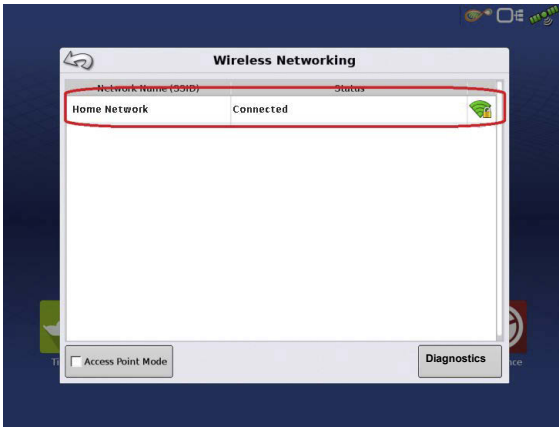 Wireless Networking
Network Name (SSID) Status
Home Network Connected
Access Point Mode
Diagnostics